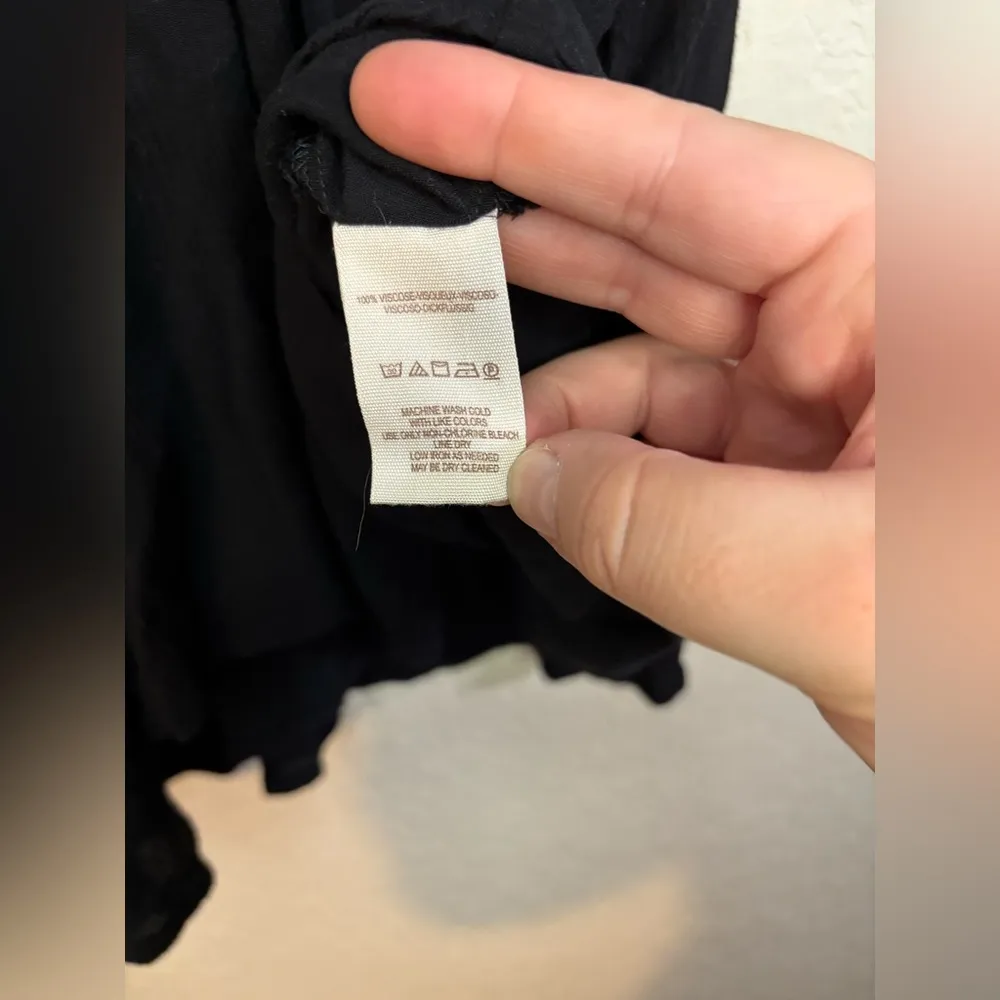 100% VISCOSE-VISQUEUX-VISCOSO-
VISCOSO-DICKFLUSSIG
MACHINE WASH COLD
WITH LIKE COLORS
USE ONLY NON-CHLORINE BLEACH
LINE DRY
LOW IRON AS NEEDED
MAY BE DRY CLEANED